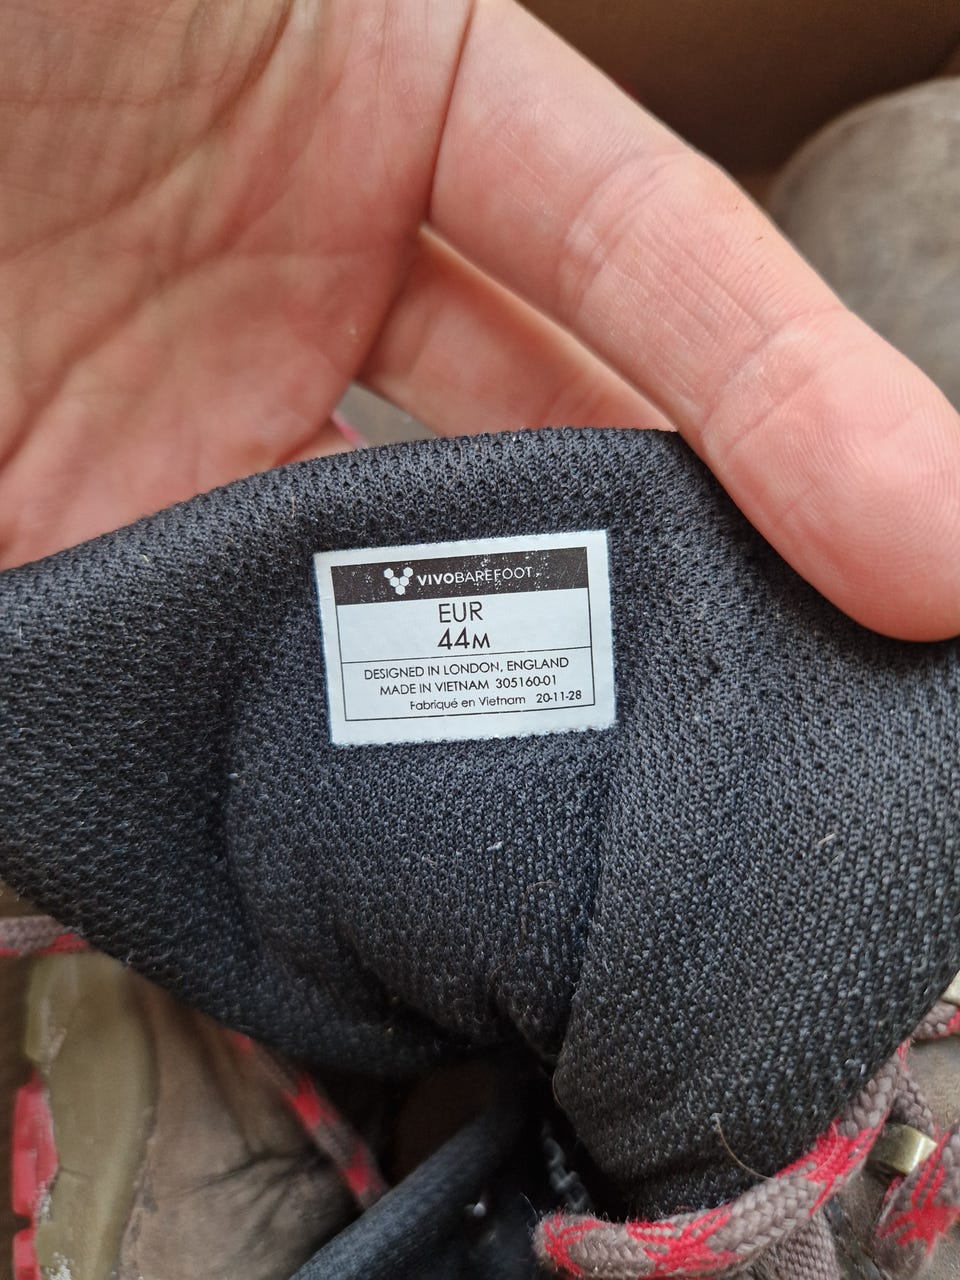 VIVOBAREFOOT
EUR
44M
DESIGNED IN LONDON, ENGLAND
MADE IN VIETNAM 305160-01
Fabriqué en Vietnam 20-11-28